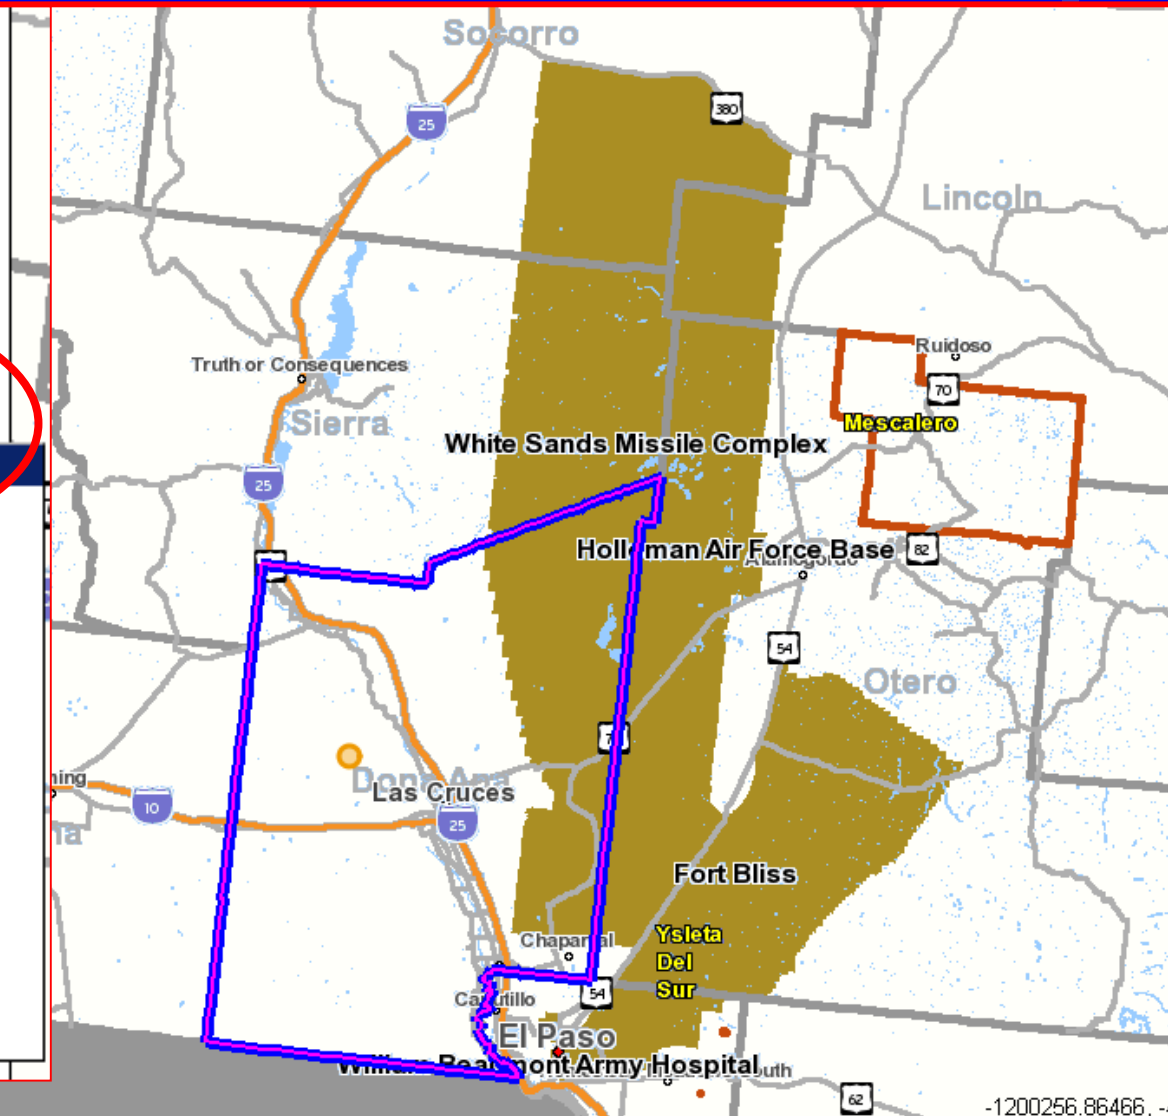 Socorro
380
25
Lincoln
Truth or Consequences
Ruidoso
70
Sierra
Mescalero
White Sands Missile Complex
25
Holloman Air Force Base
82
Alamogordo
54
Otero
Dona Ana
Las Cruces
10
25
Fort Bliss
Ysleta
Del
Sur
Chaparral
54
Canutillo
El Paso
William Beaumont Army Hospital
62
-1200256.86466, -